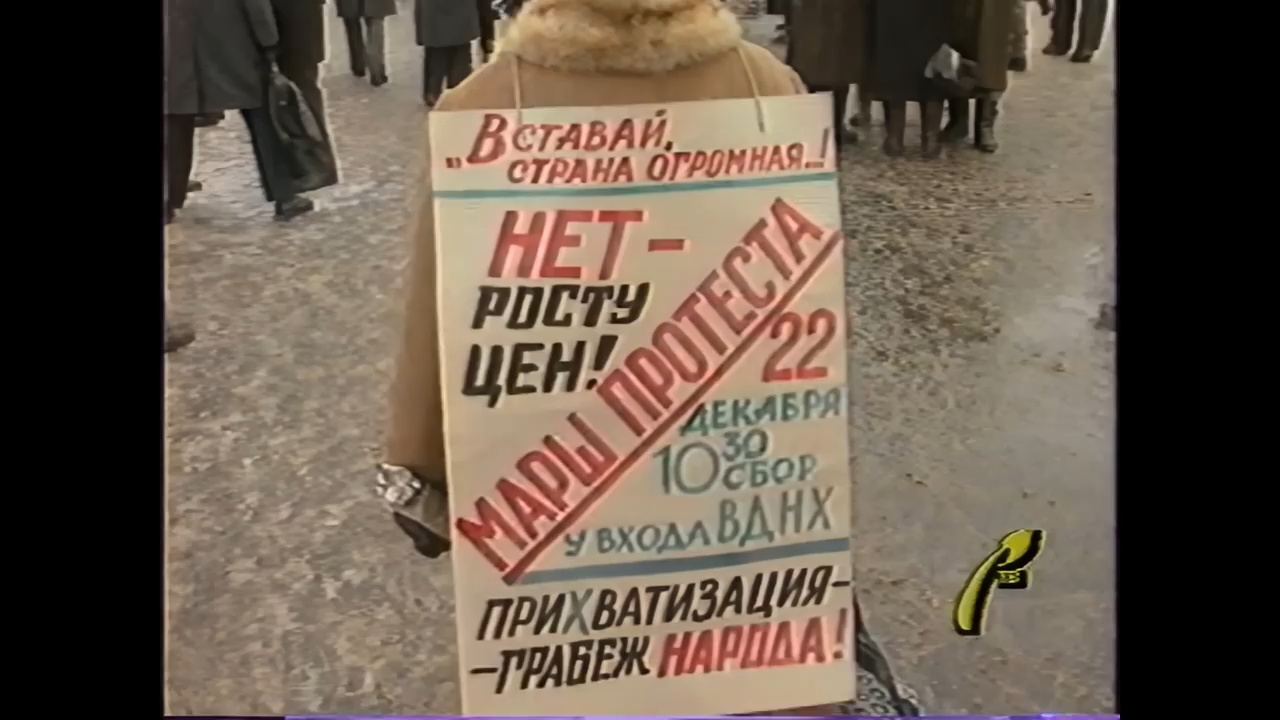 „Вставай,
страна огромная..!
НЕТ -
РОСТУ
ЦЕН!
МАРШ ПРОТЕСТА
22
ДЕКАБРЯ
10 30
СБОР
У ВХОДА ВДНХ
ПРИХВАТИЗАЦИЯ-
-ГРАБЕЖ НАРОДА!